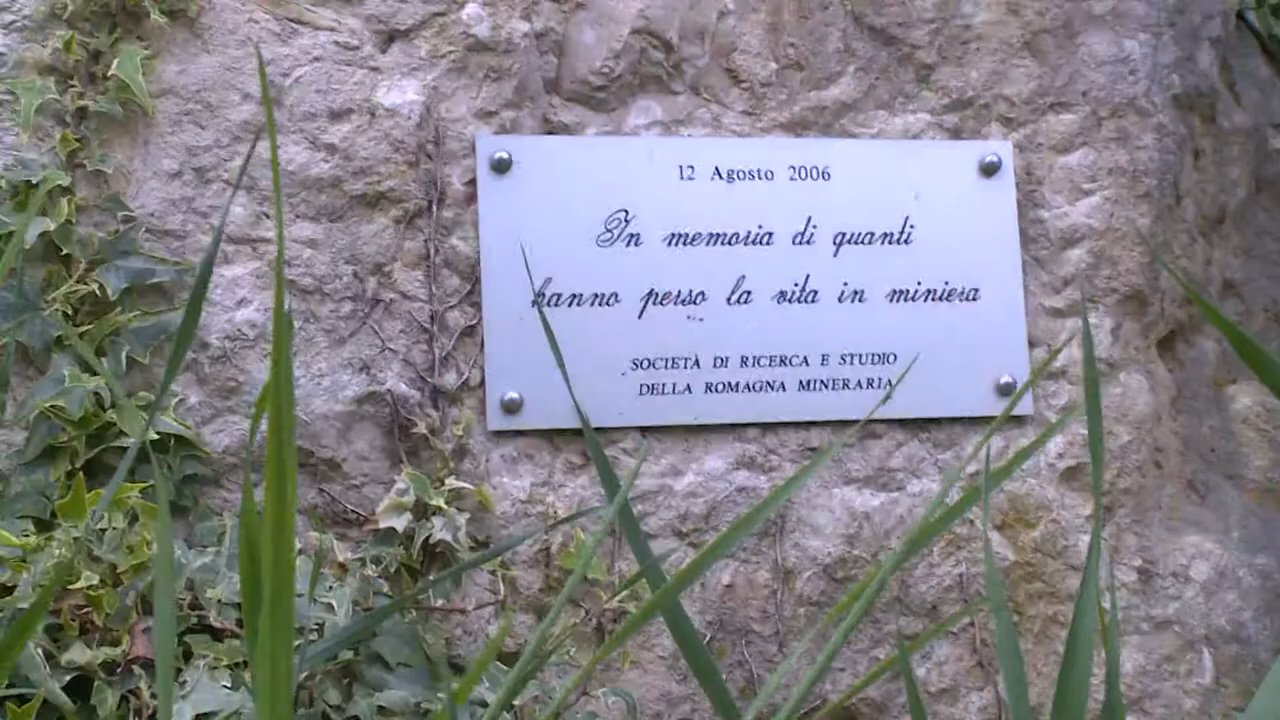 12 Agosto 2006
In memoria di quanti
hanno perso la vita in miniera
SOCIETÀ DI RICERCA E STUDIO
DELLA ROMAGNA MINERARIA